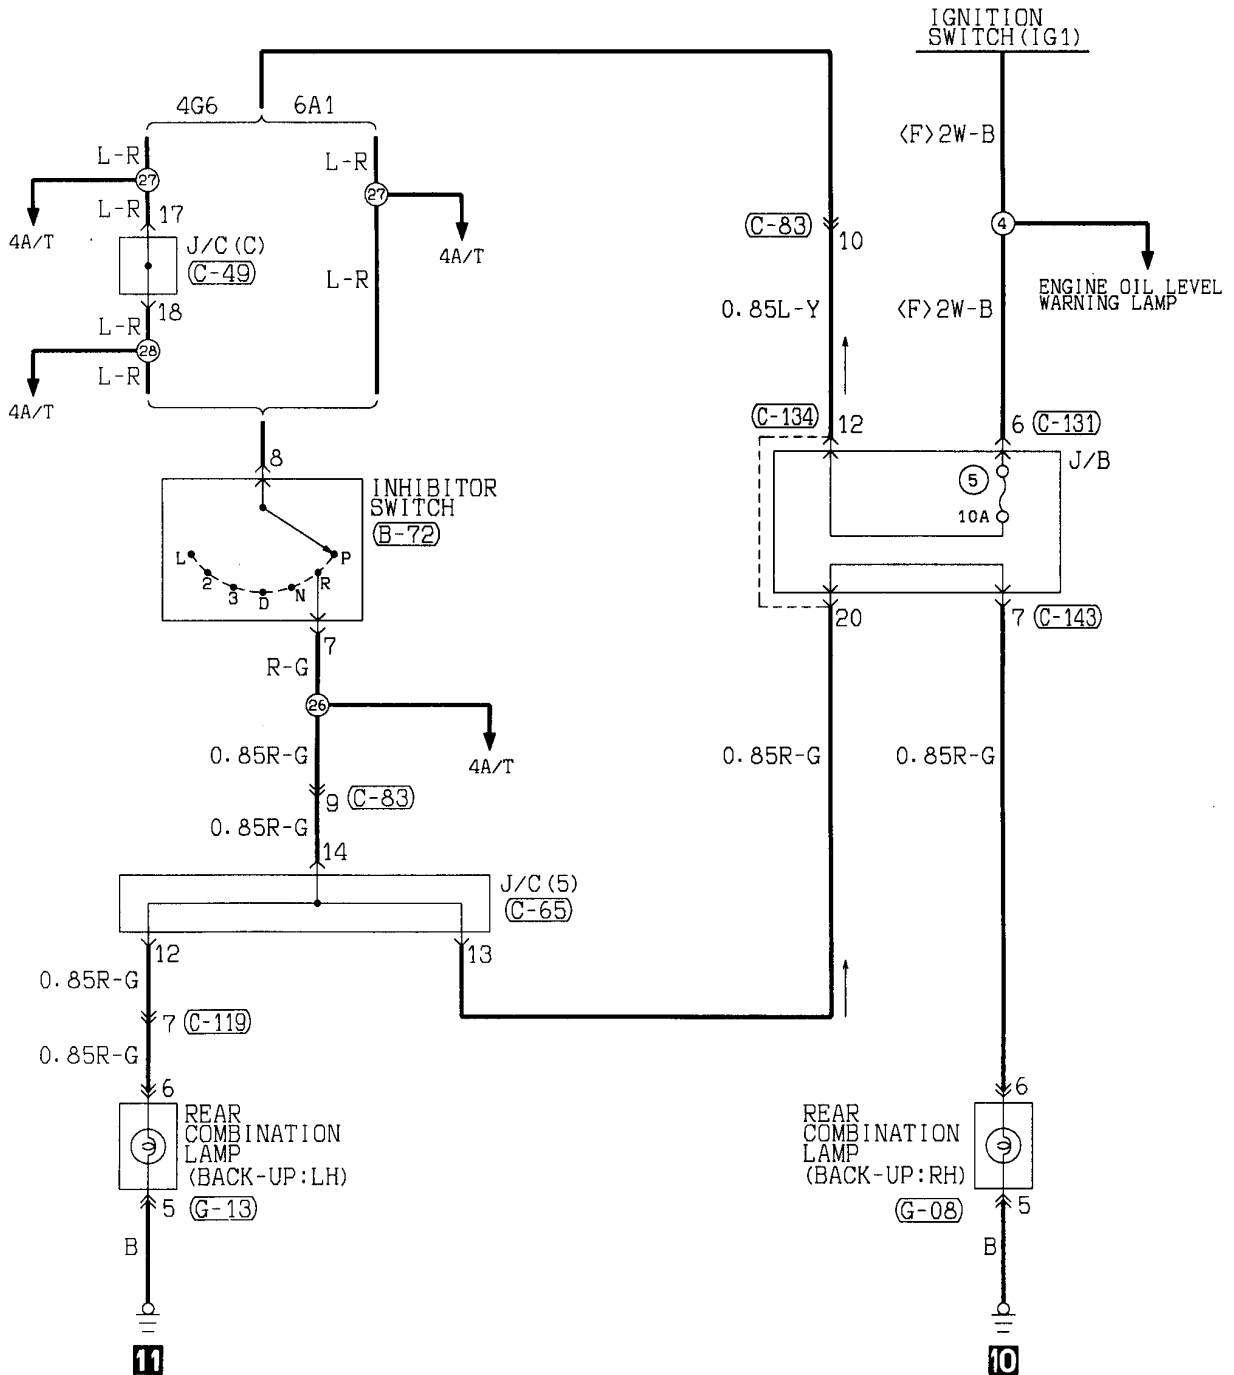 IGNITION
SWITCH(IG1)
4G6
6A1
<F>2W-B
L-R
L-R
27
27
L-R
17
4A/T
4A/T
J/C(C)
C-49
C-83
10
4
L-R
ENGINE OIL LEVEL
WARNING LAMP
18
L-R
0.85L-Y
<F>2W-B
28
L-R
4A/T
C-134
12
6
C-131
8
J/B
INHIBITOR
SWITCH
B-72
5
10A
L
P
2
3
D
N
R
20
7
C-143
7
R-G
26
0.85R-G
4A/T
0.85R-G
0.85R-G
9
C-83
0.85R-G
14
J/C(5)
C-65
12
13
0.85R-G
7
C-119
0.85R-G
6
6
REAR
COMBINATION
LAMP
(BACK-UP:LH)
REAR
COMBINATION
LAMP
(BACK-UP:RH)
5
G-13
G-08
5
B
B
11
10